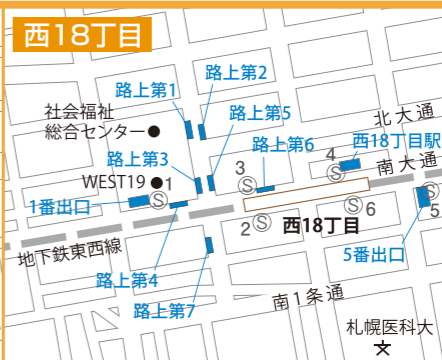 西18丁目
路上第1
路上第2
社会福祉
総合センター
路上第5
北大通
路上第3
路上第6
西18丁目駅
南大通
WEST19
1
3
4
1番出口
Ⓢ
Ⓢ
Ⓢ
Ⓢ
2
Ⓢ
西18丁目
Ⓢ
6
5
地下鉄東西線
路上第4
5番出口
路上第7
南1条通
札幌医科大
文